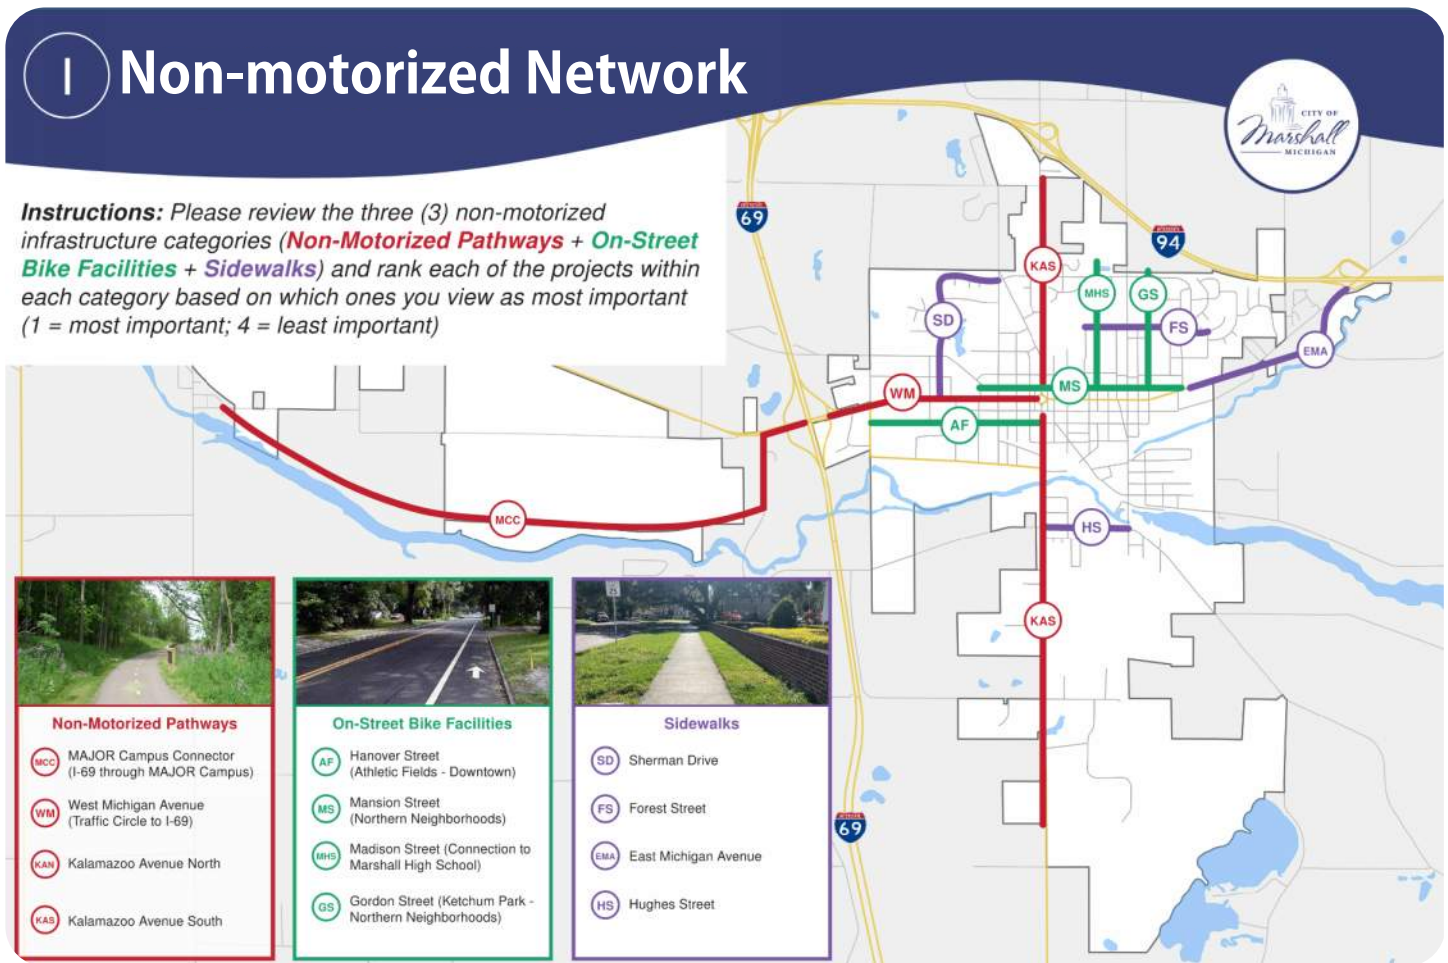 I Non-motorized Network
CITY OF
Marshall
MICHIGAN
Instructions: Please review the three (3) non-motorized
infrastructure categories (Non-Motorized Pathways + On-Street
Bike Facilities + Sidewalks) and rank each of the projects within
each category based on which ones you view as most important
(1 = most important; 4 = least important)
69
94
KAS
MHS
GS
SD
FS
EMA
MS
WM
AF
MCC
HS
KAS
69
25
Non-Motorized Pathways
MCC MAJOR Campus Connector
(I-69 through MAJOR Campus)
WM West Michigan Avenue
(Traffic Circle to I-69)
KAN Kalamazoo Avenue North
KAS Kalamazoo Avenue South
On-Street Bike Facilities
AF Hanover Street
(Athletic Fields - Downtown)
MS Mansion Street
(Northern Neighborhoods)
MHS Madison Street (Connection to
Marshall High School)
GS Gordon Street (Ketchum Park -
Northern Neighborhoods)
Sidewalks
SD Sherman Drive
FS Forest Street
EMA East Michigan Avenue
HS Hughes Street